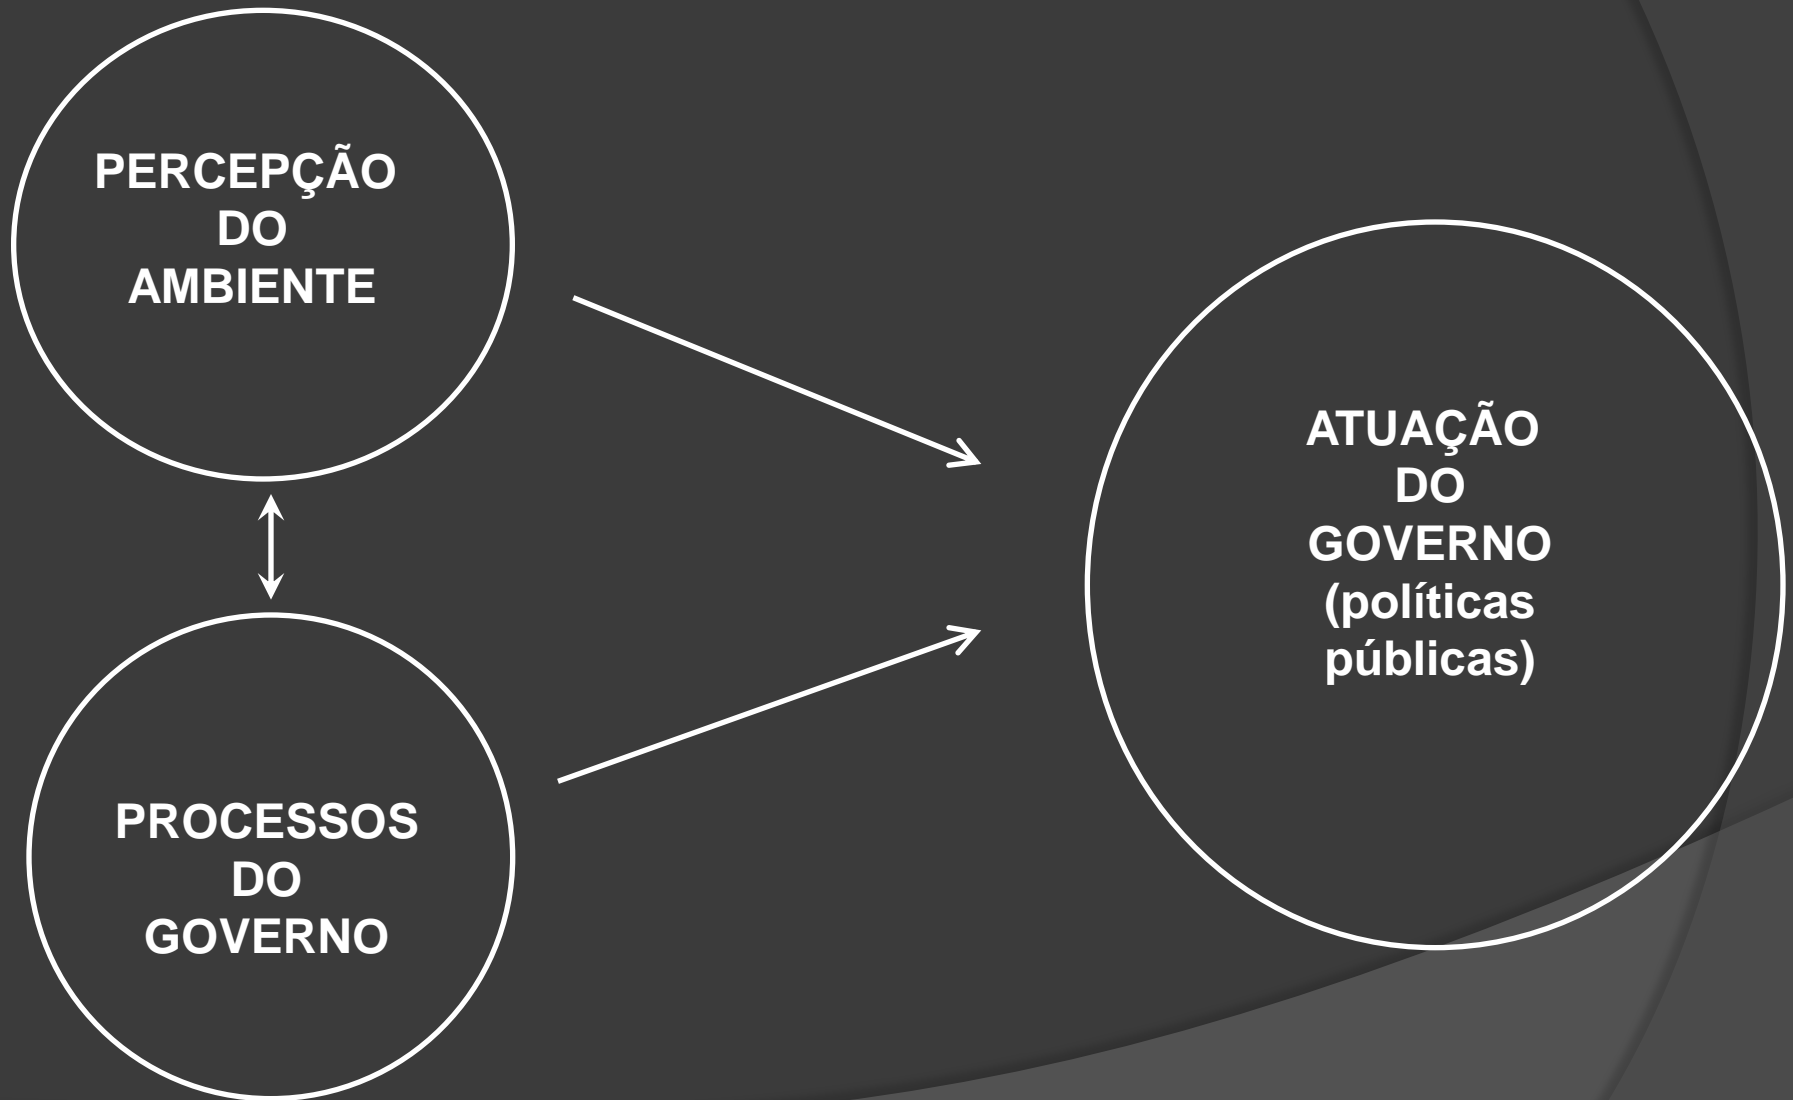 PERCEPÇÃO
DO
AMBIENTE
PROCESSOS
DO
GOVERNO
ATUAÇÃO
DO
GOVERNO
(políticas
públicas)